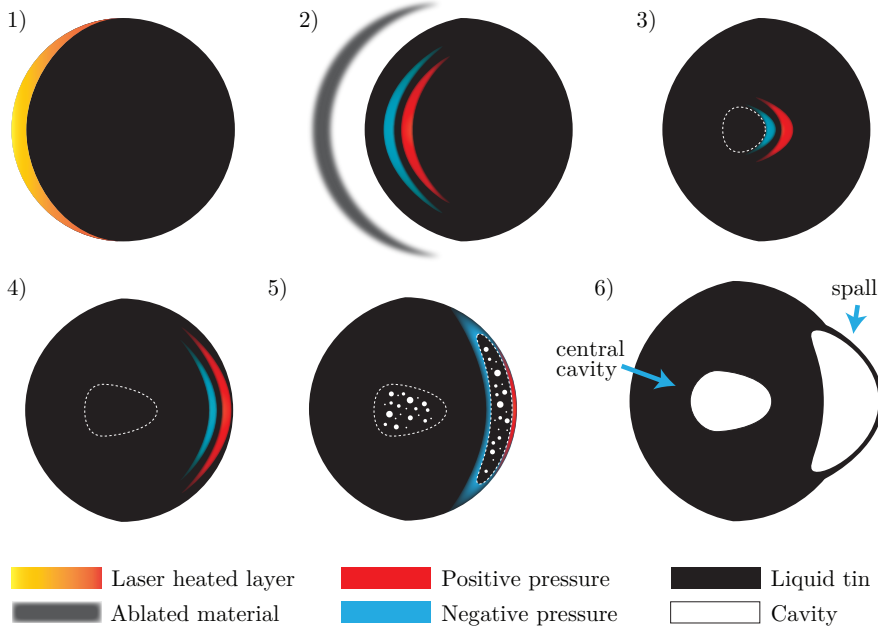 1)
2)
3)
4)
5)
6)
spall
central
cavity
Laser heated layer
Positive pressure
Liquid tin
Ablated material
Negative pressure
Cavity